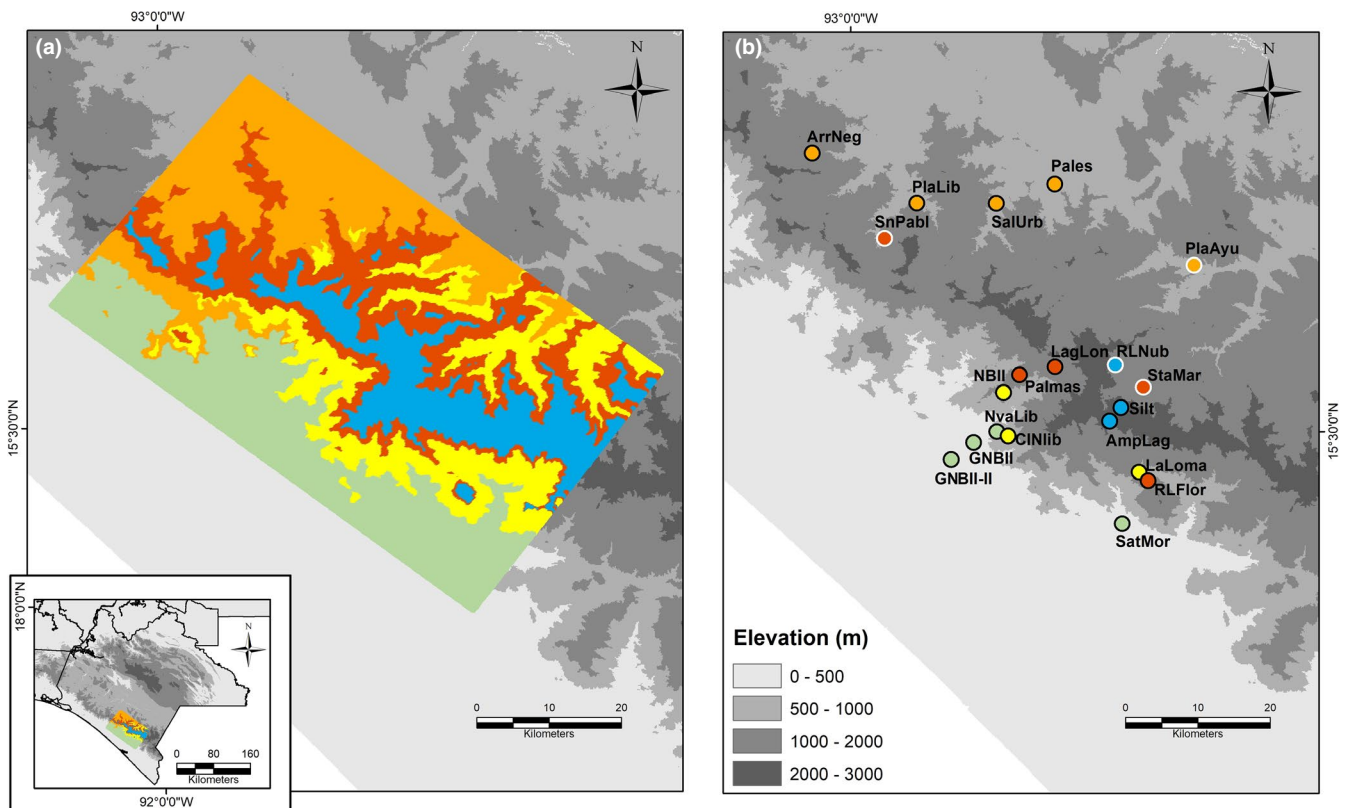 93°0'0"W
(a)
N
15°30'0"N
0 10 20
Kilometers
18°0'0"N
N
0 80 160
Kilometers
92°0'0"W
93°0'0"W
(b)
N
ArrNeg
Pales
PlaLib
SalUrb
SnPabl
PlaAyu
LagLon
RLNub
NBII
Palmas
StaMar
Silt
NvaLib
ClNlib
AmpLag
GNBII
GNBII-II
LaLoma
RLFlor
SatMor
15°30'0"N
Elevation (m)
0 - 500
500 - 1000
1000 - 2000
2000 - 3000
0 10 20
Kilometers